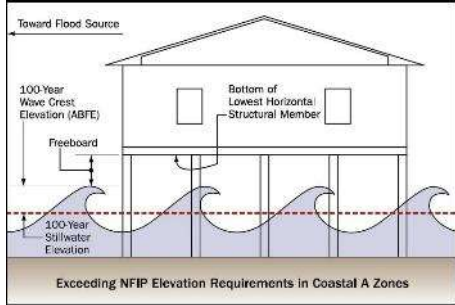 Toward Flood Source
100-Year
Wave Crest
Elevation (ABFE)
Freeboard
Bottom of
Lowest Horizontal
Structural Member
100-Year
Stillwater
Elevation
Exceeding NFIP Elevation Requirements in Coastal A Zones